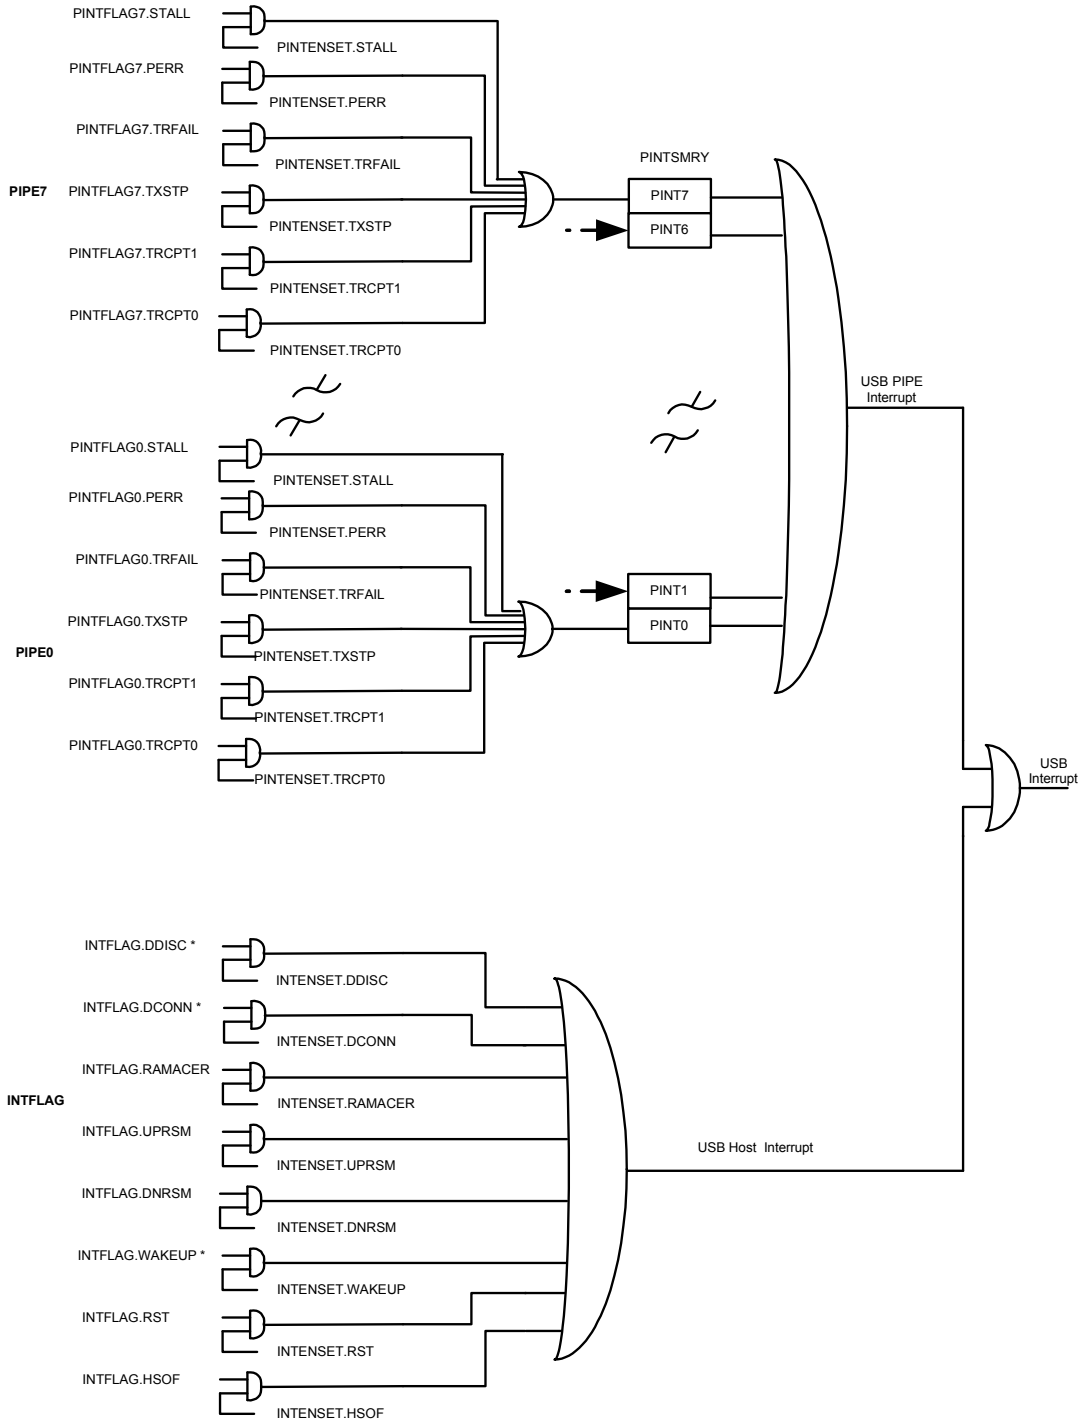 PINTFLAG7.STALL
PINTENSET.STALL
PINTFLAG7.PERR
PINTENSET.PERR
PINTFLAG7.TRFAIL
PINTENSET.TRFAIL
PINTSMRY
PIPE7 PINTFLAG7.TXSTP
PINT7
PINTENSET.TXSTP
PINT6
PINTFLAG7.TRCPT1
PINTENSET.TRCPT1
PINTFLAG7.TRCPT0
PINTENSET.TRCPT0
USB PIPE
Interrupt
PINTFLAG0.STALL
PINTENSET.STALL
PINTFLAG0.PERR
PINTENSET.PERR
PINTFLAG0.TRFAIL
PINTENSET.TRFAIL
PINT1
PINTFLAG0.TXSTP
PINT0
PIPE0
PINTENSET.TXSTP
PINTFLAG0.TRCPT1
PINTENSET.TRCPT1
PINTFLAG0.TRCPT0
PINTENSET.TRCPT0
USB
Interrupt
INTFLAG.DDISC *
INTENSET.DDISC
INTFLAG.DCONN *
INTENSET.DCONN
INTFLAG.RAMACER
INTFLAG
INTENSET.RAMACER
INTFLAG.UPRSM
USB Host Interrupt
INTENSET.UPRSM
INTFLAG.DNRSM
INTENSET.DNRSM
INTFLAG.WAKEUP *
INTENSET.WAKEUP
INTFLAG.RST
INTENSET.RST
INTFLAG.HSOF
INTENSET.HSOF